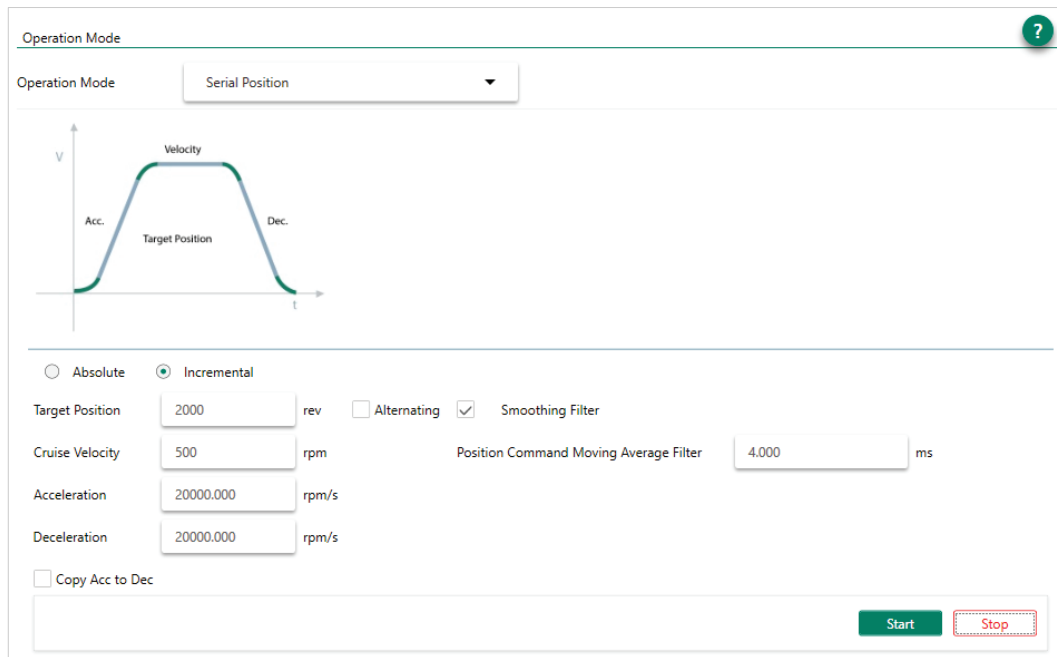 Operation Mode
?
Operation Mode Serial Position
V
Velocity
Acc.
Dec.
Target Position
t
Absolute Incremental
Target Position 2000 rev Alternating Smoothing Filter
Cruise Velocity 500 rpm Position Command Moving Average Filter 4.000 ms
Acceleration 20000.000 rpm/s
Deceleration 20000.000 rpm/s
Copy Acc to Dec
Start Stop